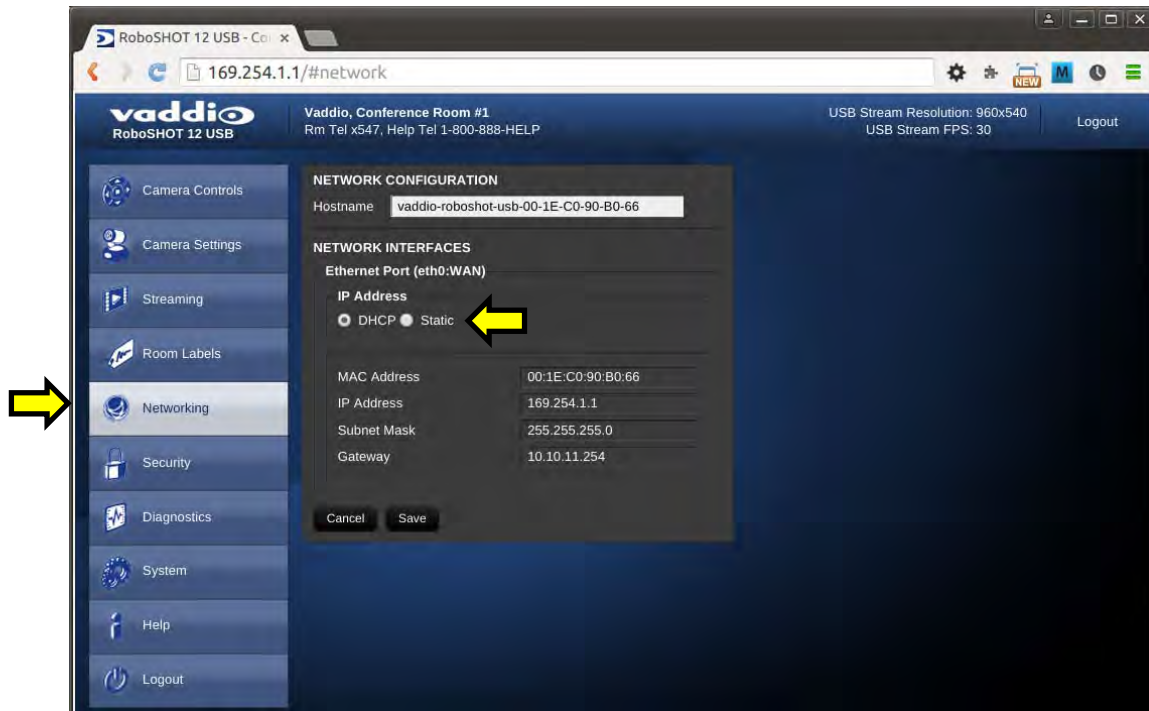 RoboSHOT 12 USB - Co
169.254.1.1/#network
NEW
M
vaddio
RoboSHOT 12 USB
Vaddio, Conference Room #1
Rm Tel x547, Help Tel 1-800-888-HELP
USB Stream Resolution: 960x540
USB Stream FPS: 30
Logout
Camera Controls
Camera Settings
Streaming
Room Labels
Networking
Security
Diagnostics
System
Help
Logout
NETWORK CONFIGURATION
Hostname vaddio-roboshot-usb-00-1E-C0-90-B0-66
NETWORK INTERFACES
Ethernet Port (eth0:WAN)
IP Address
DHCP Static
MAC Address 00:1E:C0:90:B0:66
IP Address 169.254.1.1
Subnet Mask 255.255.255.0
Gateway 10.10.11.254
Cancel Save